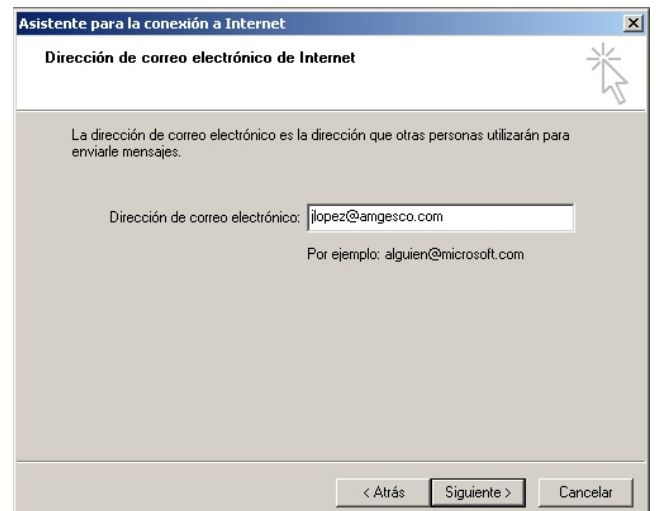 Asistente para la conexión a Internet
Dirección de correo electrónico de Internet
La dirección de correo electrónico es la dirección que otras personas utilizarán para
enviarle mensajes.
Dirección de correo electrónico: jlopez@amgesco.com
Por ejemplo: alguien@microsoft.com
< Atrás Siguiente > Cancelar